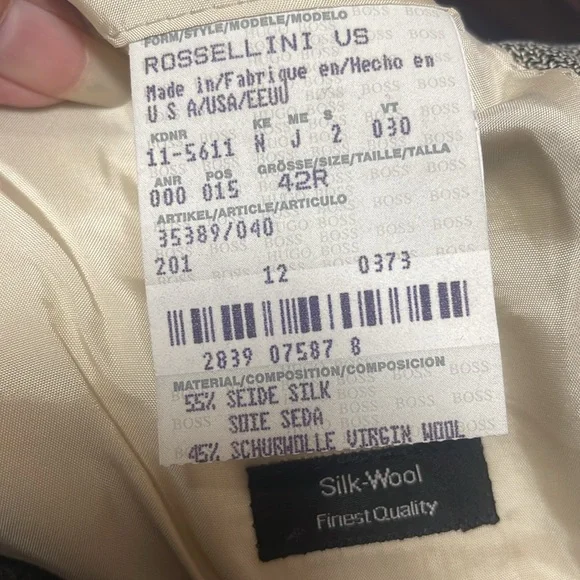 FORM/STYLE/MODELE/MODELO
ROSSELLINI US
Made in/Fabrique en/Hecho en
U S A/USA/EEUU
KDNR KE ME S VT
11-5611 N J 2 030
ANR POS GRÖSSE/SIZE/TAILLE/TALLA
000 015 42R
ARTIKEL/ARTICLE/ARTICULO
35389/040
201 12 0373
2839 07587 8
MATERIAL/COMPOSITION/COMPOSICION
55% SEIDE SILK
SOIE SEDA
45% SCHURWOLLE VIRGIN WOOL
Silk-Wool
Finest Quality